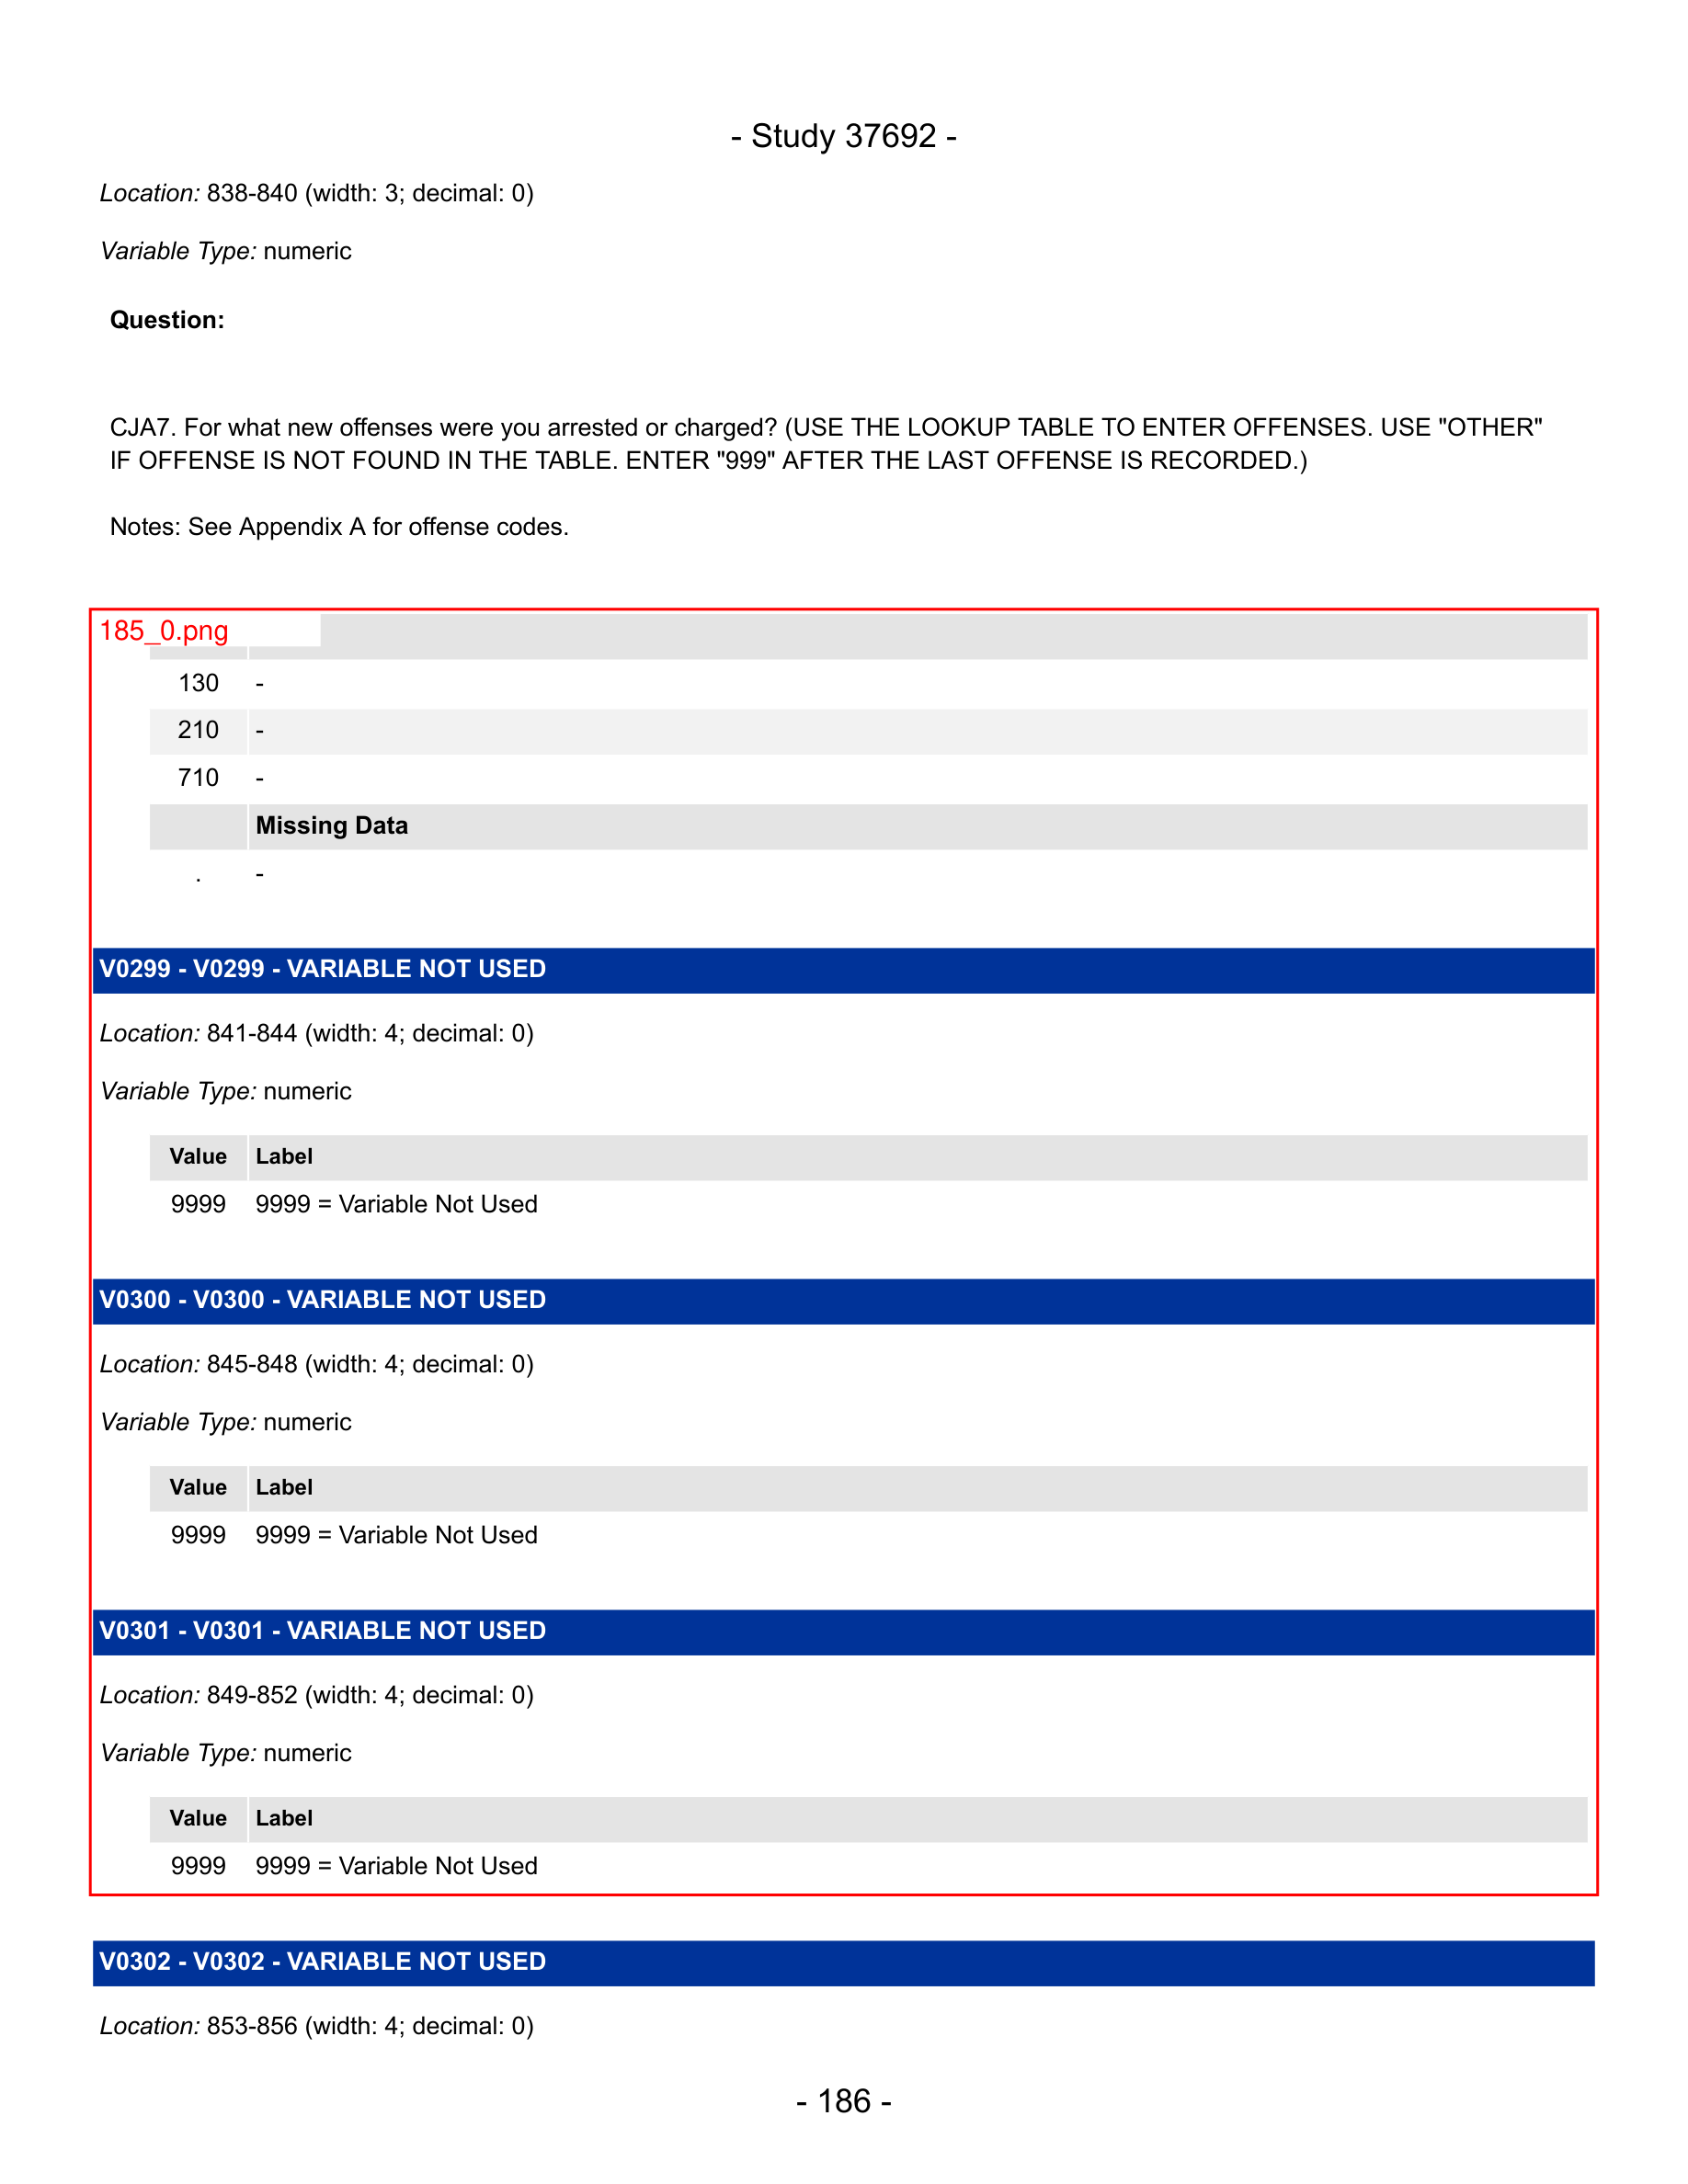 - Study 37692 -
Location: 838-840 (width: 3; decimal: 0)
Variable Type: numeric
Question:
CJA7. For what new offenses were you arrested or charged? (USE THE LOOKUP TABLE TO ENTER OFFENSES. USE "OTHER"
IF OFFENSE IS NOT FOUND IN THE TABLE. ENTER "999" AFTER THE LAST OFFENSE IS RECORDED.)
Notes: See Appendix A for offense codes.
185_0.png
130 -
210 -
710 -
Missing Data
. -
V0299 - V0299 - VARIABLE NOT USED
Location: 841-844 (width: 4; decimal: 0)
Variable Type: numeric
Value Label
9999 9999 = Variable Not Used
V0300 - V0300 - VARIABLE NOT USED
Location: 845-848 (width: 4; decimal: 0)
Variable Type: numeric
Value Label
9999 9999 = Variable Not Used
V0301 - V0301 - VARIABLE NOT USED
Location: 849-852 (width: 4; decimal: 0)
Variable Type: numeric
Value Label
9999 9999 = Variable Not Used
V0302 - V0302 - VARIABLE NOT USED
Location: 853-856 (width: 4; decimal: 0)
- 186 -